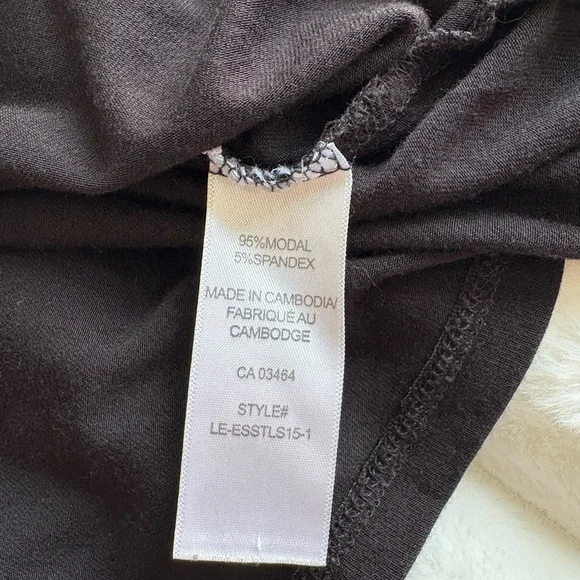 95%MODAL
5%SPANDEX
MADE IN CAMBODIA/
FABRIQUÉ AU
CAMBODGE
CA 03464
STYLE#
LE-ESSTLS15-1